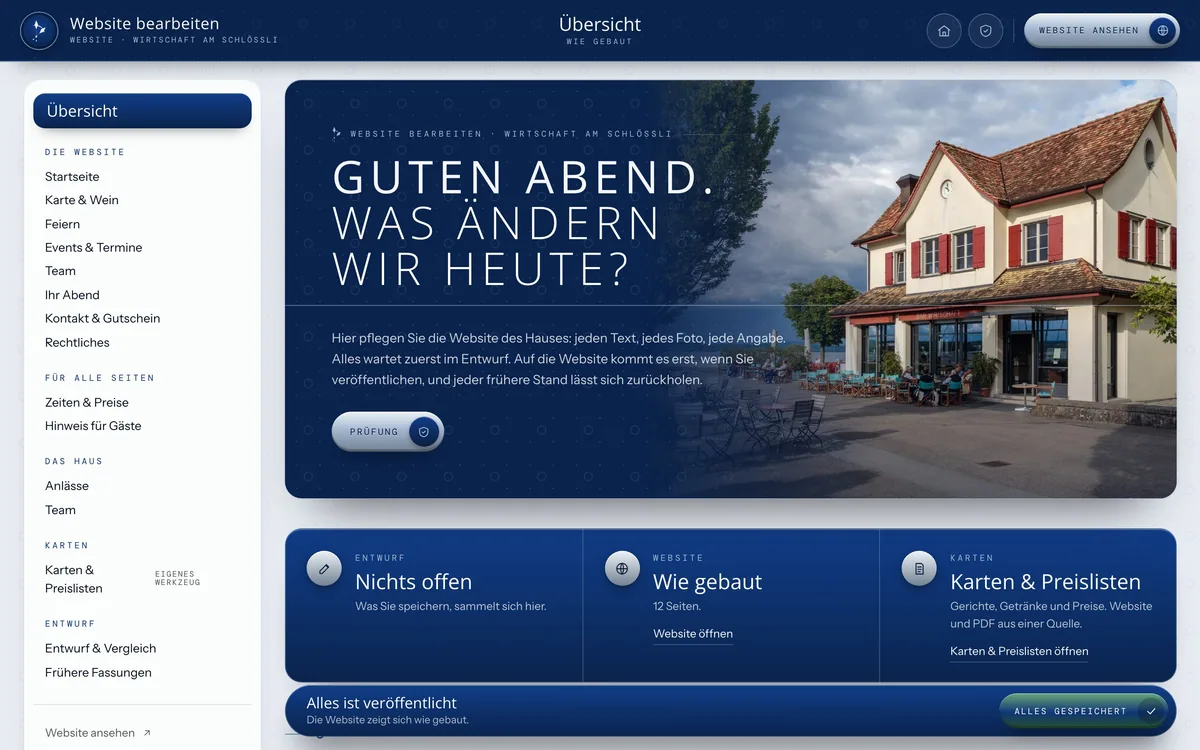 Website bearbeiten
WEBSITE · WIRTSCHAFT AM SCHLÖSSLI
Übersicht
WIE GEBAUT
WEBSITE ANSEHEN
Übersicht
DIE WEBSITE
Startseite
Karte & Wein
Feiern
Events & Termine
Team
Ihr Abend
Kontakt & Gutschein
Rechtliches
FÜR ALLE SEITEN
Zeiten & Preise
Hinweis für Gäste
DAS HAUS
Anlässe
Team
KARTEN
Karten &
Preislisten
EIGENES
WERKZEUG
ENTWURF
Entwurf & Vergleich
Frühere Fassungen
Website ansehen ↗
WEBSITE BEARBEITEN · WIRTSCHAFT AM SCHLÖSSLI
GUTEN ABEND.
WAS ÄNDERN
WIR HEUTE?
Hier pflegen Sie die Website des Hauses: jeden Text, jedes Foto, jede Angabe.
Alles wartet zuerst im Entwurf. Auf die Website kommt es erst, wenn Sie
veröffentlichen, und jeder frühere Stand lässt sich zurückholen.
PRÜFUNG
ENTWURF
Nichts offen
Was Sie speichern, sammelt sich hier.
WEBSITE
Wie gebaut
12 Seiten.
Website öffnen
KARTEN
Karten & Preislisten
Gerichte, Getränke und Preise. Website
und PDF aus einer Quelle.
Karten & Preislisten öffnen
Alles ist veröffentlicht
Die Website zeigt sich wie gebaut.
ALLES GESPEICHERT